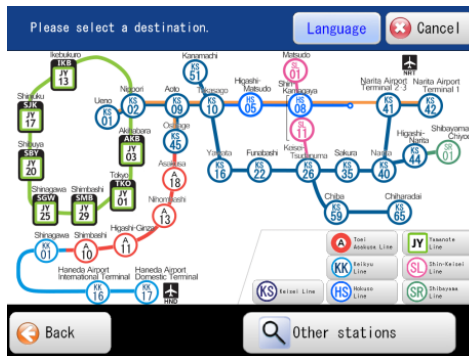 Please select a destination.
Language
Cancel
Ikebukuro
IKB
JY
13
Shinjuku
SJK
JY
17
Shibuya
SBY
JY
20
Shinagawa
SGW
JY
25
Shimbashi
SMB
JY
29
Tokyo
TKO
JY
01
Akihabara
AKB
JY
03
Ueno
KS
01
Nippori
KS
02
Aoto
KS
09
Kanamachi
KS
51
Takasago
KS
10
Higashi-
Matsudo
HS
05
Matsudo
SL
01
Shin-
Kamagaya
HS
08
SL
11
NRT
Narita Airport
Terminal 2·3
KS
41
Narita Airport
Terminal 1
KS
42
Higashi-
Narita
KS
44
Shibayama-
Chiyo
SR
01
Oshiage
KS
45
Asakusa
A
18
Nihombashi
A
13
Higashi-Ginza
A
11
Shimbashi
A
10
Shinagawa
KK
01
Yawata
KS
16
Funabashi
KS
22
Keisei-
Tsudanuma
KS
26
Sakura
KS
35
Narita
KS
40
Chiba
KS
59
Chiharadai
KS
65
Haneda Airport
International Terminal
KK
16
Haneda Airport
Domestic Terminal
KK
17
HND
A
Toei
Asakusa Line
JY
Yamanote
Line
KK
Keikyu
Line
SL
Shin-Keisei
Line
KS
Keisei Line
HS
Hokuso
Line
SR
Shibayama
Line
Back
Other stations